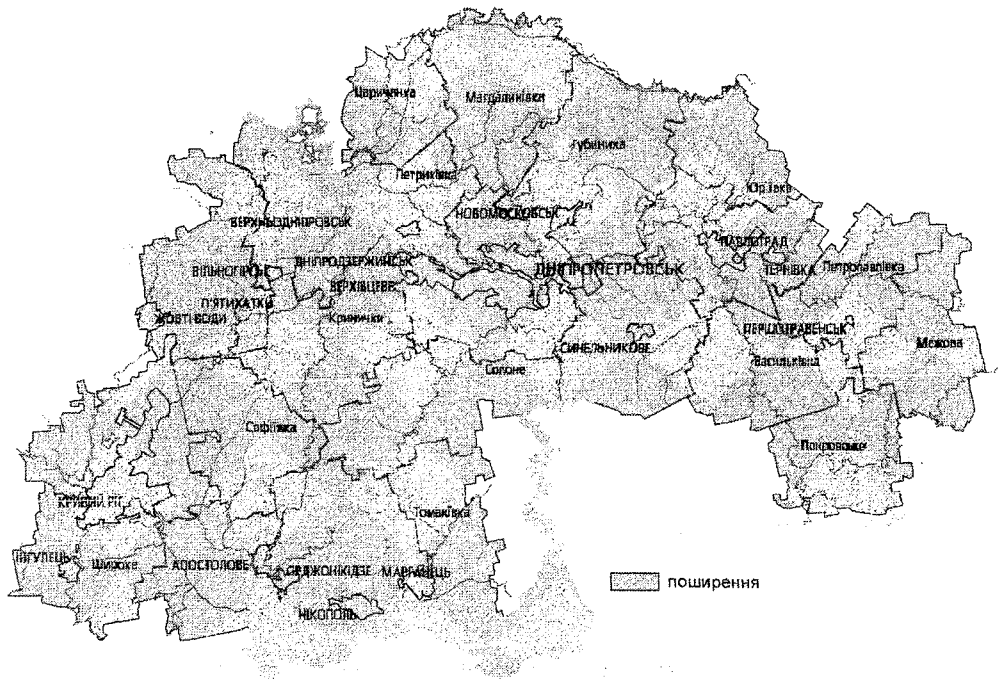 Царичанка
Магдалинівка
Губиниха
Петриківка
Юр'ївка
НОВОМОСКОВСЬК
ВЕРХНЬОДНІПРОВСЬК
ПАВЛОГРАД
ДНІПРОДЗЕРЖИНСЬК
ДНІПРОПЕТРОВСЬК
ТЕРНІВКА
Петропавлівка
ВІЛЬНОГІРСЬК
ВЕРХІВЦЕВЕ
П'ЯТИХАТКИ
ЖОВТІ ВОДИ
Кринички
ПЕРШОТРАВЕНСЬК
СИНЕЛЬНИКОВЕ
Межова
Васильківка
Солоне
Софіївка
Покровське
КРИВИЙ РІГ
Томаківка
ІНГУЛЕЦЬ
Широке
АПОСТОЛОВЕ
ОРДЖОНІКІДЗЕ
МАРГАНЕЦЬ
поширення
НІКОПОЛЬ